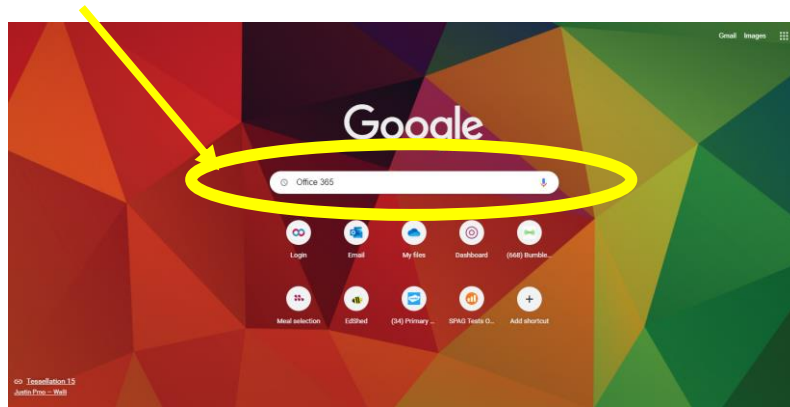 Gmail Images
Google
Office 365
Login Email My files Dashboard (668) Bumble...
Meal selection EdShed (34) Primary ... SPAG Tests O... Add shortcut
Tessellation 15
Justin Prno – Walli